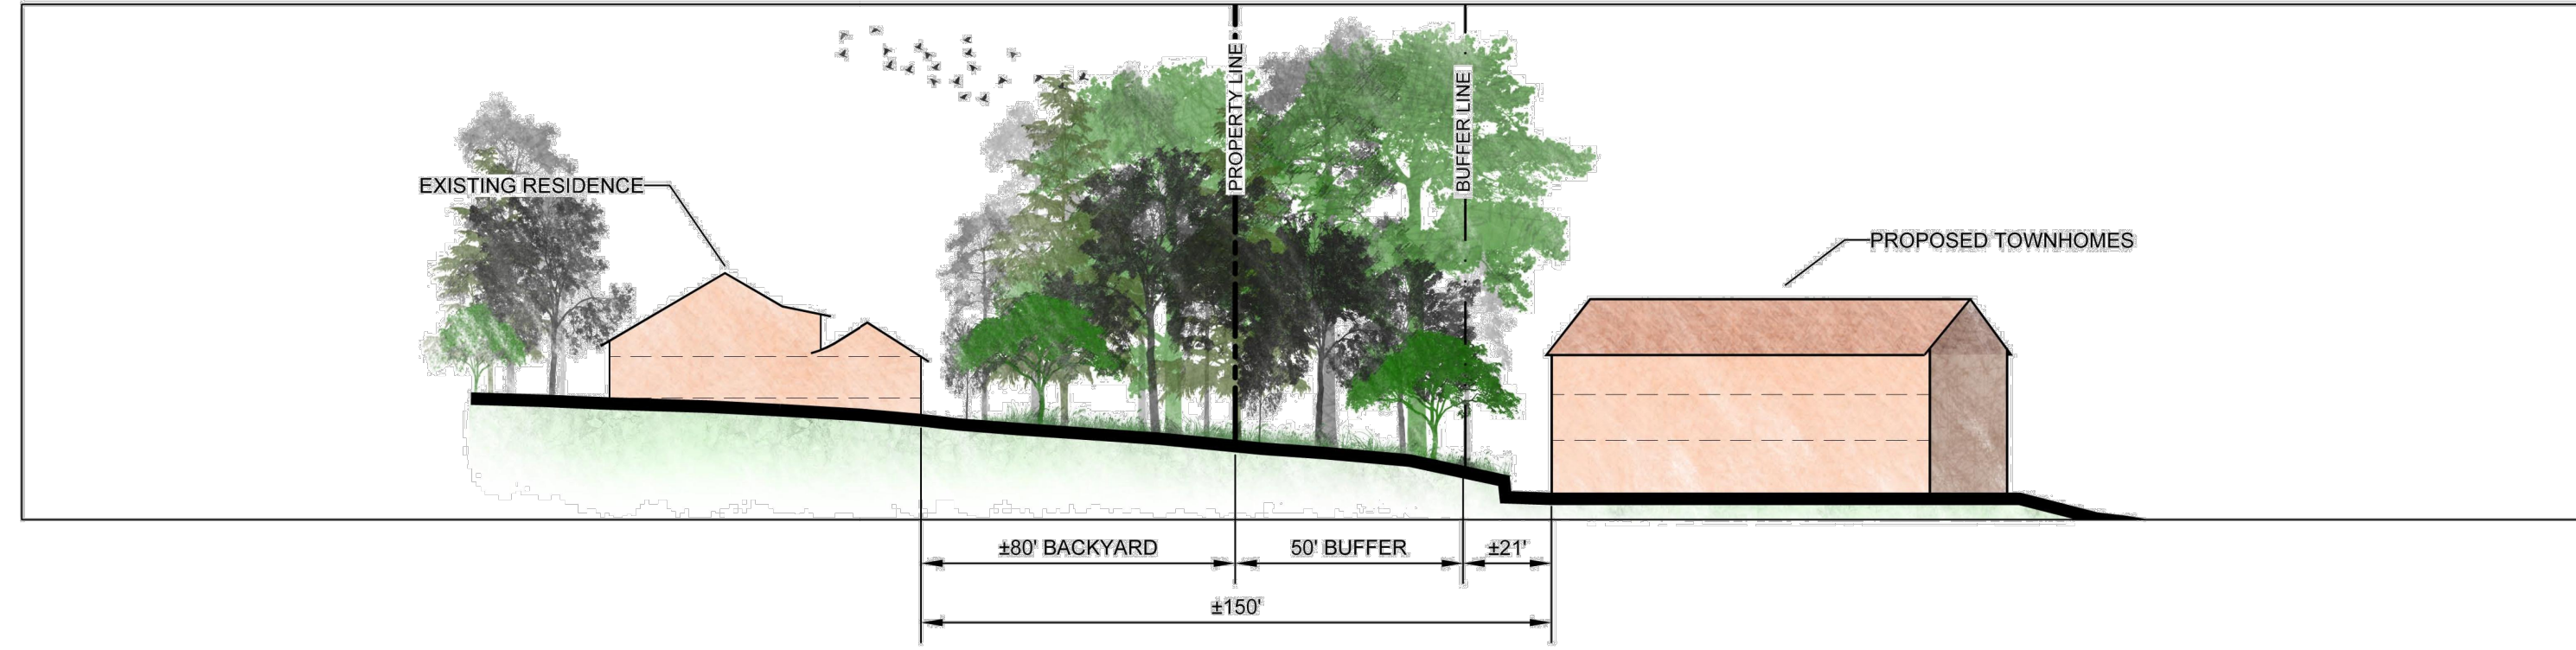 PROPERTY LINE
BUFFER LINE
EXISTING RESIDENCE
PROPOSED TOWNHOMES
±80' BACKYARD
50' BUFFER
±21'
±150'